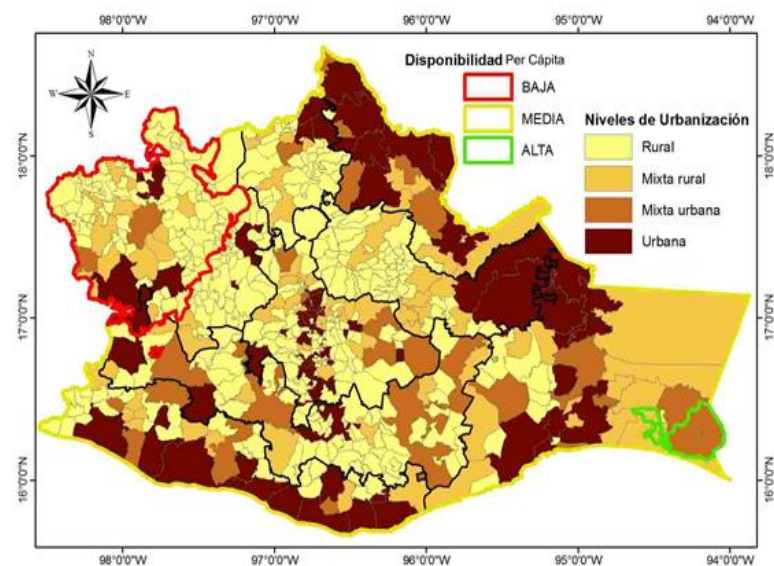 98°0'0"W 97°0'0"W 96°0'0"W 95°0'0"W 94°0'0"W
N
W E
S
Disponibilidad Per Cápita
BAJA
MEDIA
ALTA
Niveles de Urbanización
Rural
Mixta rural
Mixta urbana
Urbana
18°0'0"N 18°0'0"N
17°0'0"N 17°0'0"N
16°0'0"N 16°0'0"N
98°0'0"W 97°0'0"W 96°0'0"W 95°0'0"W 94°0'0"W